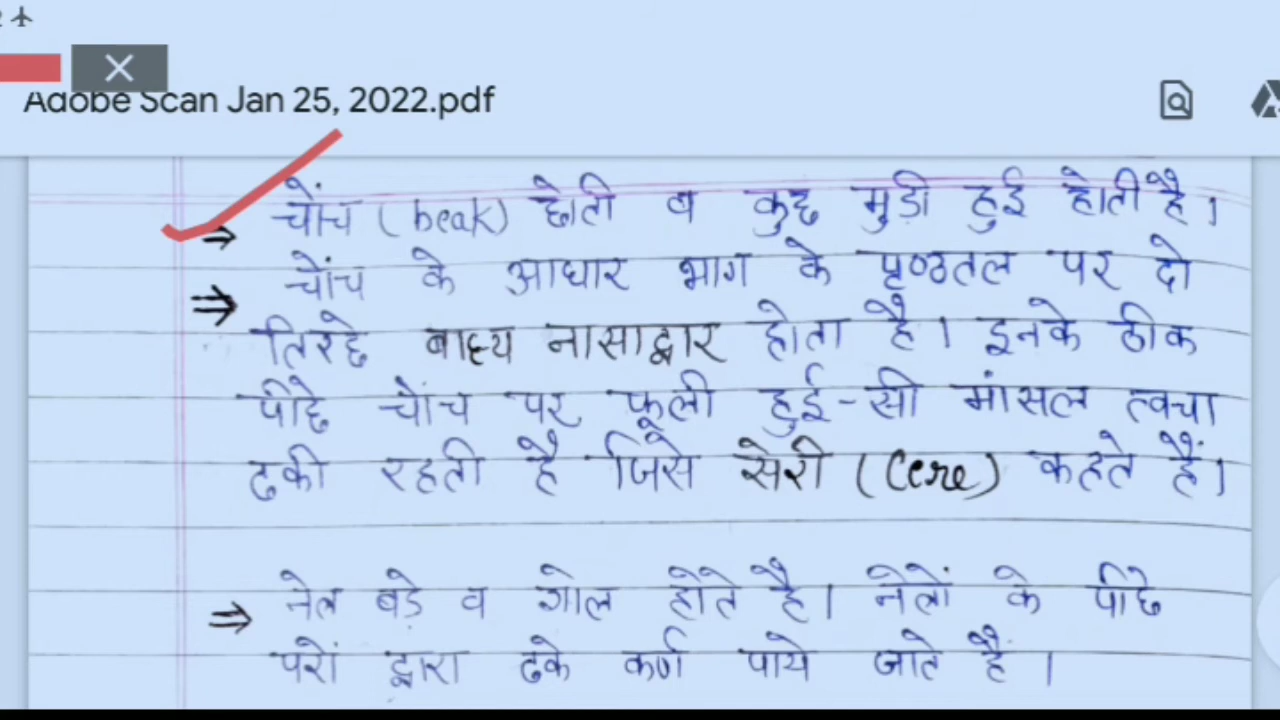 Adobe Scan Jan 25, 2022.pdf
⇒ चोंच (beak) छोटी व कुछ मुड़ी हुई होती है।
⇒ चोंच के आधार भाग के पृष्ठतल पर दो
तिरछे बाह्य नासाद्वार होता है। इनके ठीक
पीछे चोंच पर फूली हुई-सी मांसल त्वचा
ढकी रहती है जिसे सेरी (Cere) कहते हैं।
⇒ नेत्र बड़े व गोल होते है। नेत्रों के पीछे
परों द्वारा ढके कर्ण पाये जाते हैं।